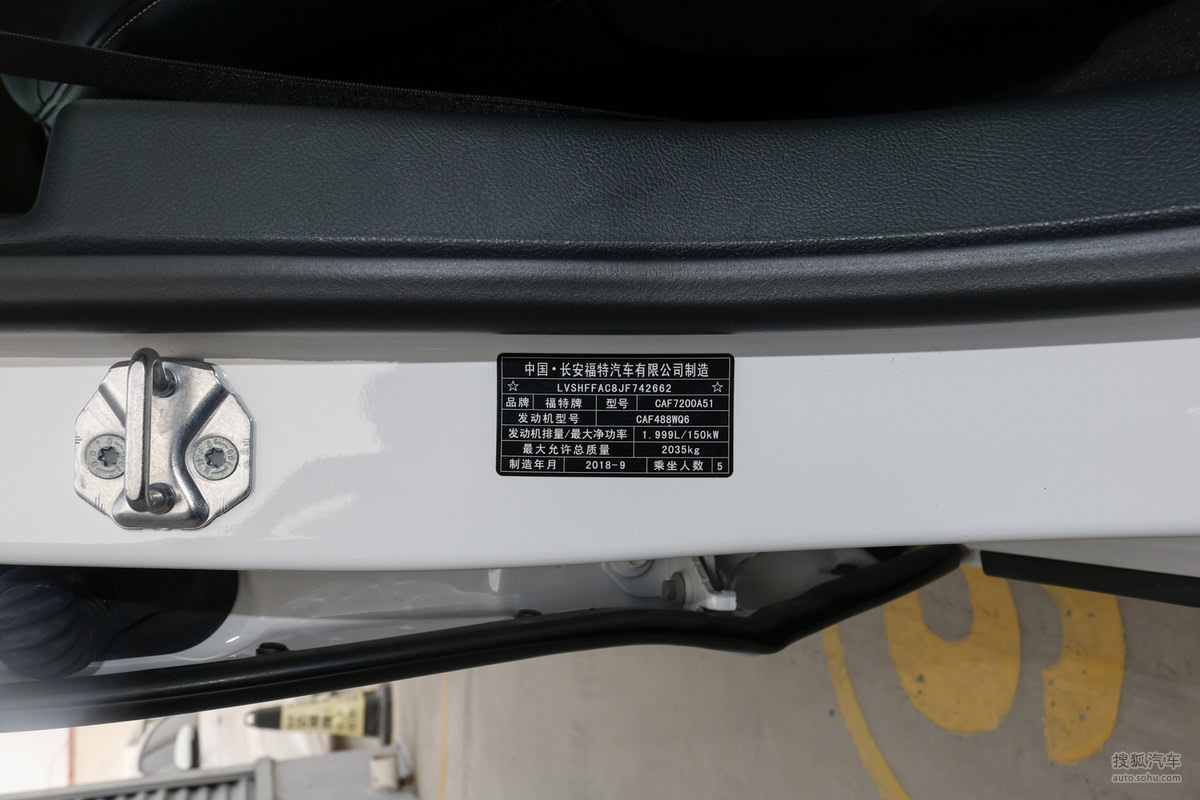 中国·长安福特汽车有限公司制造
☆ LVSHFFAC8JF742662 ☆
品牌 福特牌 型号 CAF7200A51
发动机型号 CAF488WQ6
发动机排量/最大净功率 1.999L/150kW
最大允许总质量 2035kg
制造年月 2018-9 乘坐人数 5
搜狐汽车
auto.sohu.com